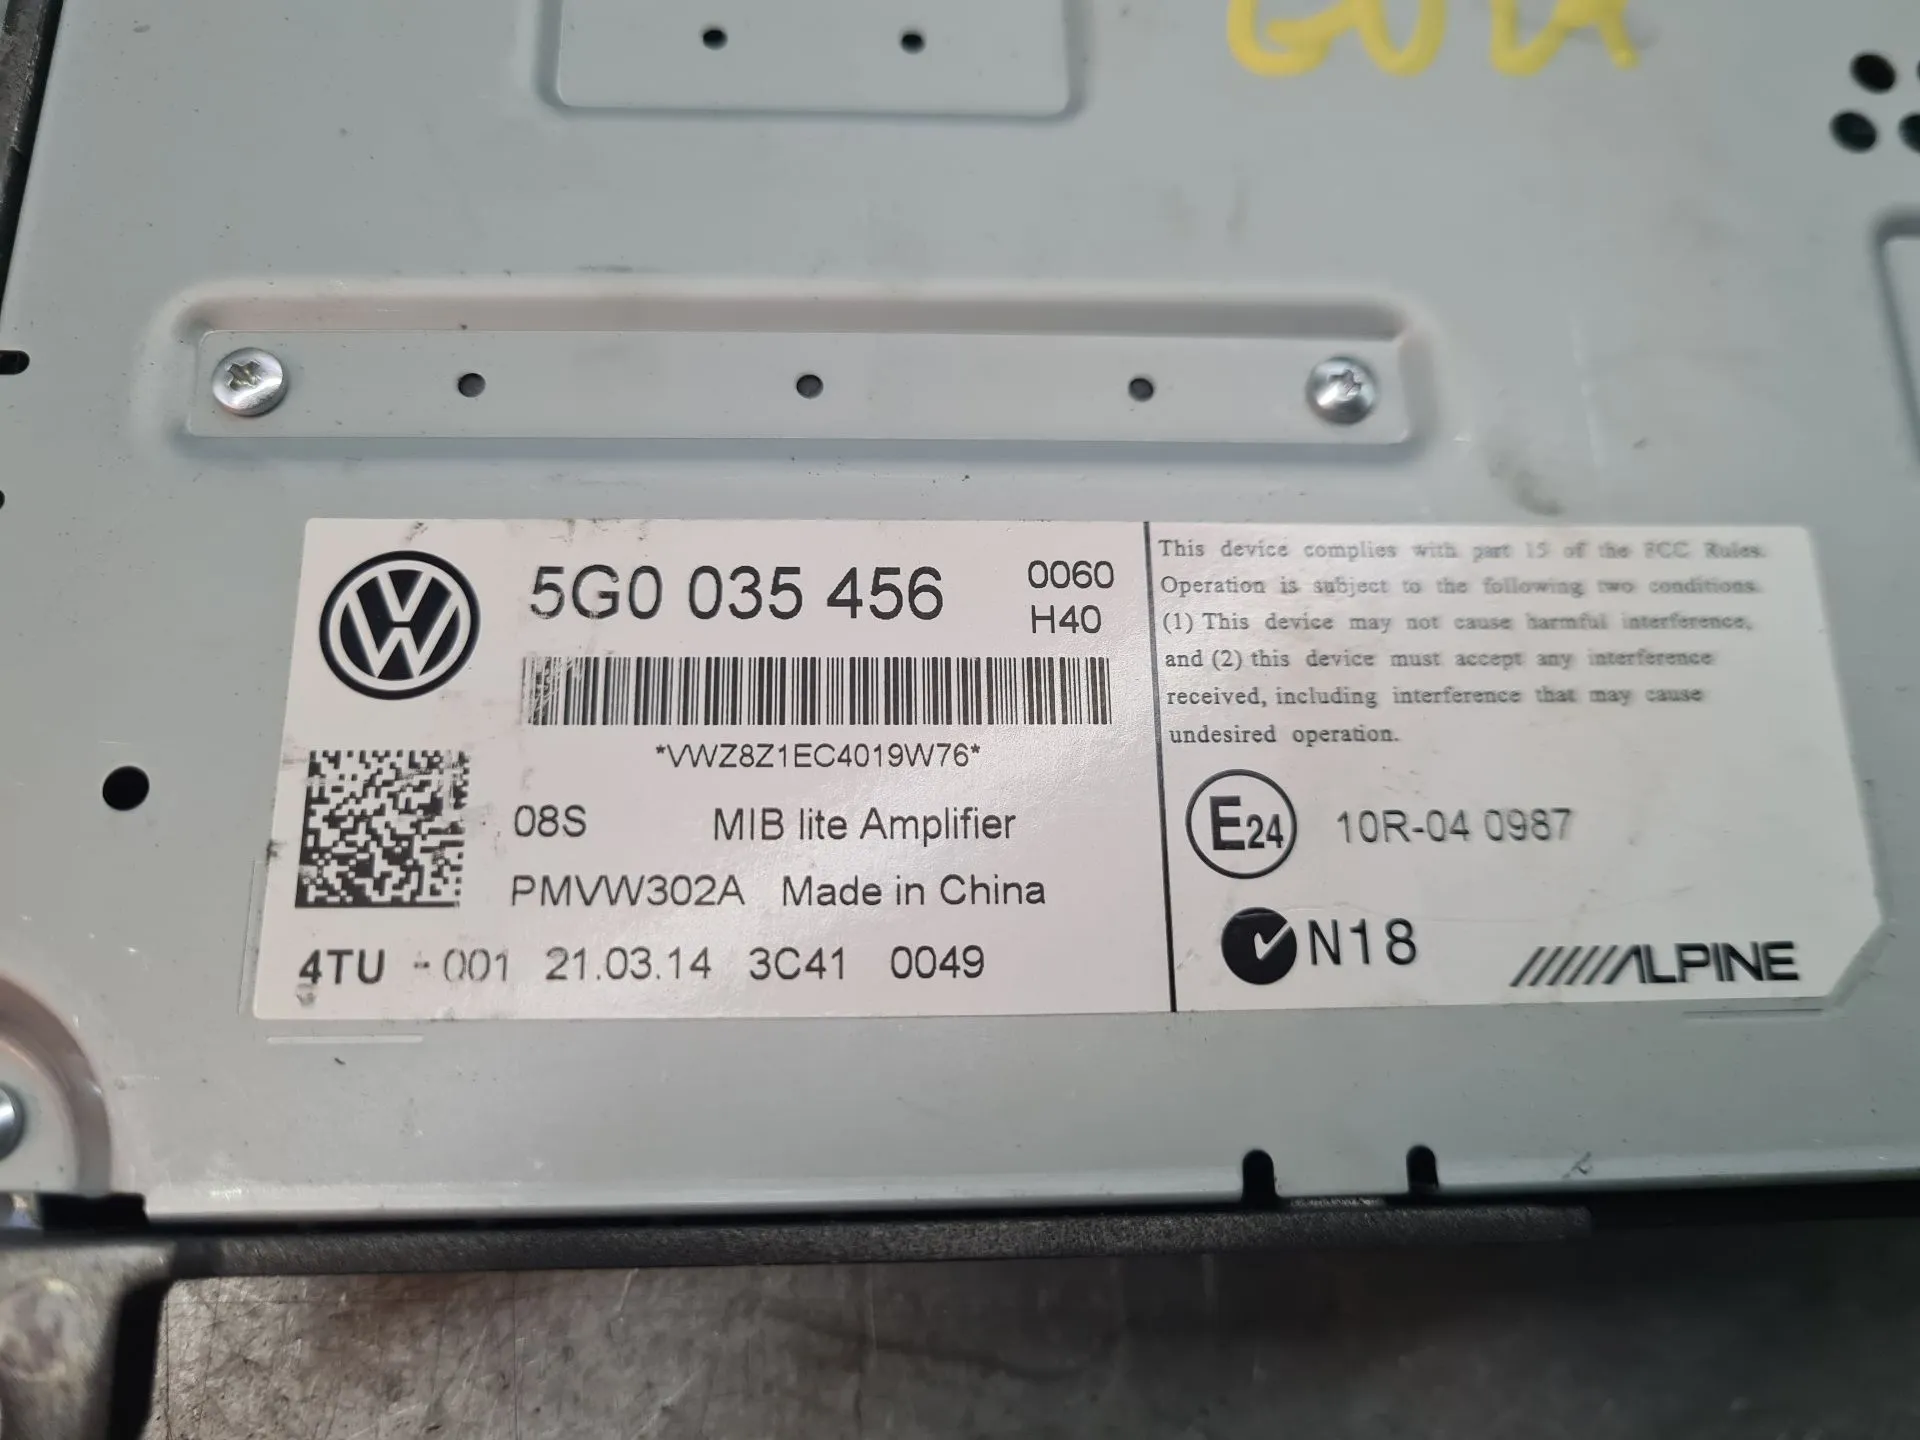 5G0 035 456
0060
H40
*VWZ8Z1EC4019W76*
08S MIB lite Amplifier
PMVW302A Made in China
4TU -001 21.03.14 3C41 0049
This device complies with part 15 of the FCC Rules.
Operation is subject to the following two conditions.
(1) This device may not cause harmful interference,
and (2) this device must accept any interference
received, including interference that may cause
undesired operation.
E24 10R-04 0987
N18
ALPINE